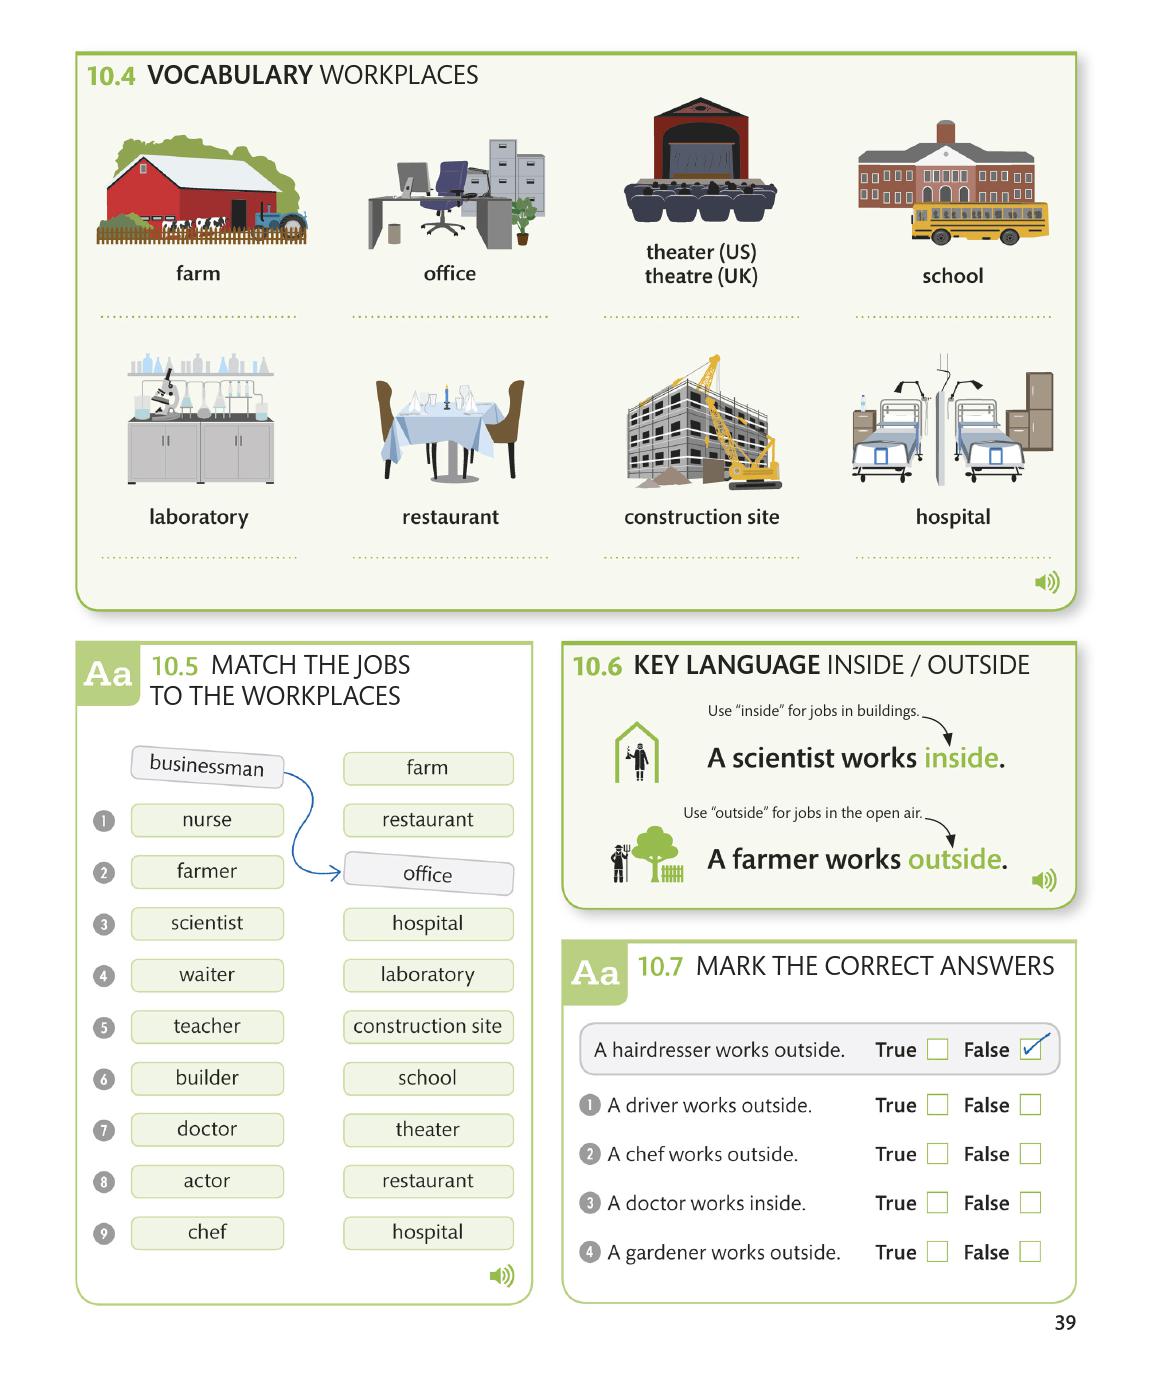 10.4 VOCABULARY WORKPLACES
farm
office
theater (US)
theatre (UK)
school
laboratory
restaurant
construction site
hospital
Aa
10.5 MATCH THE JOBS
TO THE WORKPLACES
businessman
farm
1 nurse
restaurant
2 farmer
office
3 scientist
hospital
4 waiter
laboratory
5 teacher
construction site
6 builder
school
7 doctor
theater
8 actor
restaurant
9 chef
hospital
10.6 KEY LANGUAGE INSIDE / OUTSIDE
Use “inside” for jobs in buildings.
A scientist works inside.
Use “outside” for jobs in the open air.
A farmer works outside.
Aa
10.7 MARK THE CORRECT ANSWERS
A hairdresser works outside. True False
1 A driver works outside. True False
2 A chef works outside. True False
3 A doctor works inside. True False
4 A gardener works outside. True False
39